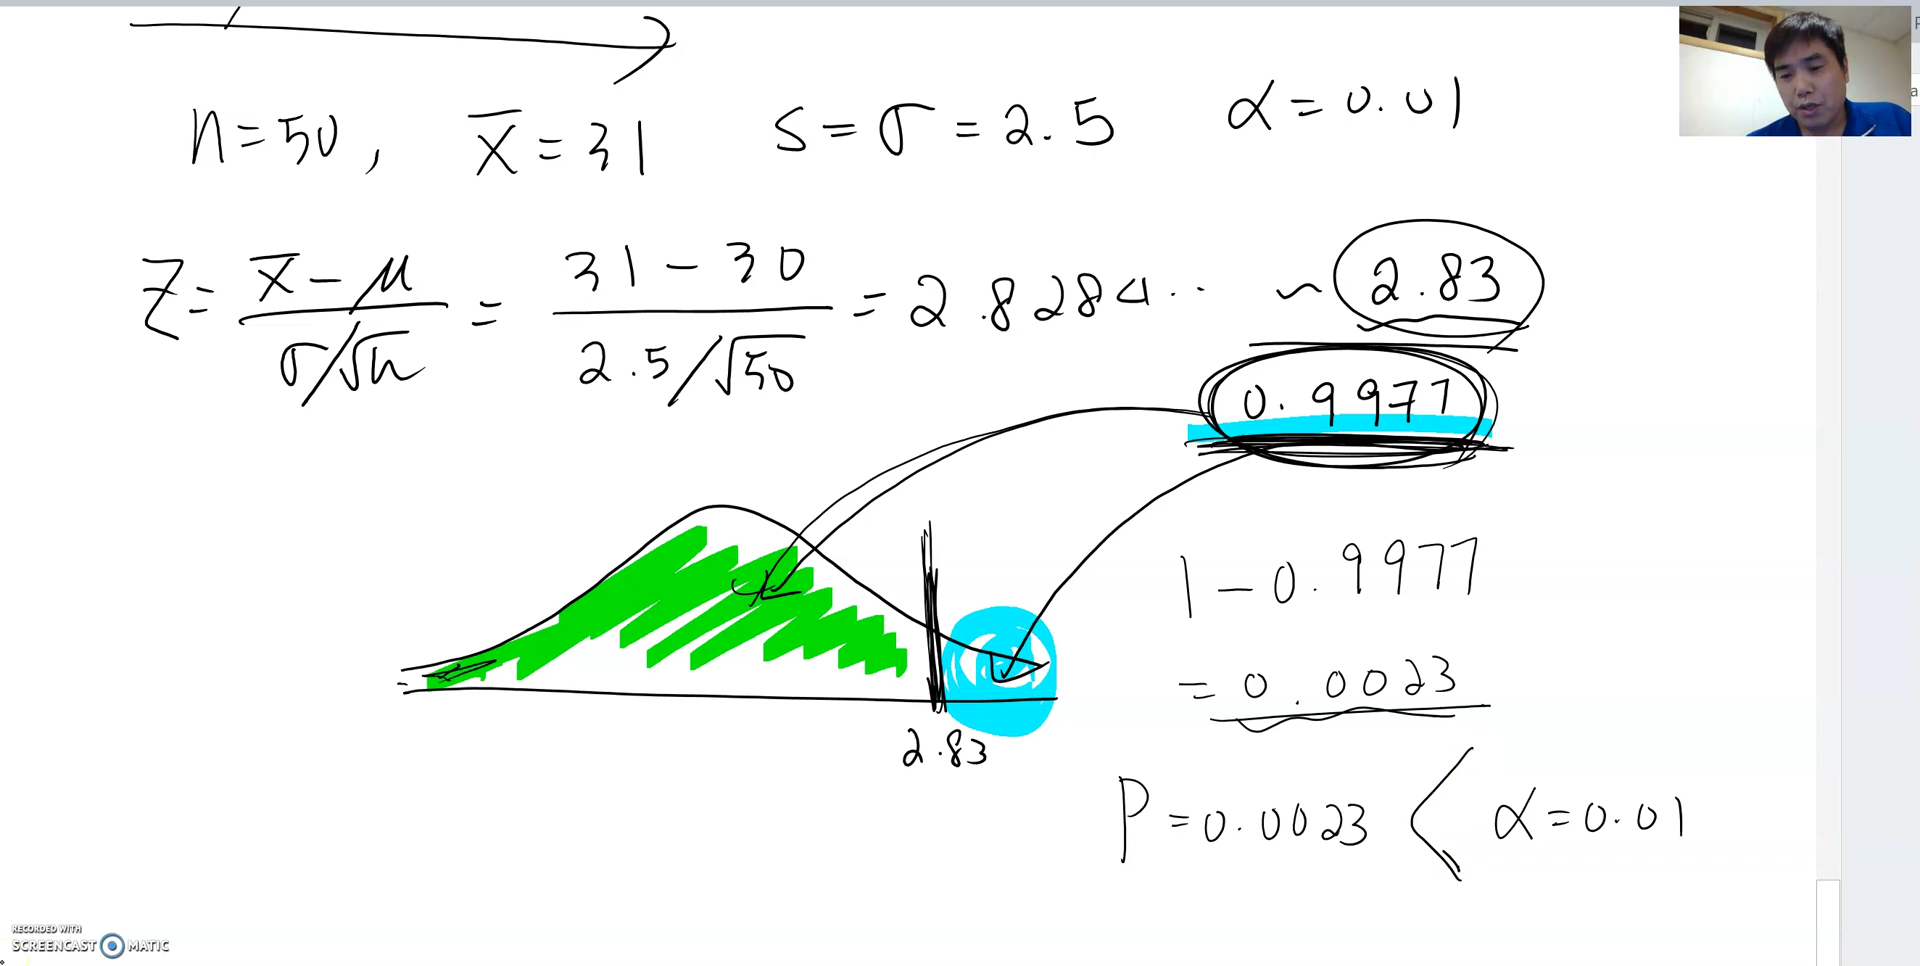 n=50, x̄=31 s=σ=2.5 α=0.01
Z= x̄-μ / σ/√n = 31-30 / 2.5/√50 = 2.8284.. ~ 2.83
0.9977
1-0.9977
=0.0023
2.83
P=0.0023 < α=0.01
RECORDED WITH
SCREENCAST MATIC